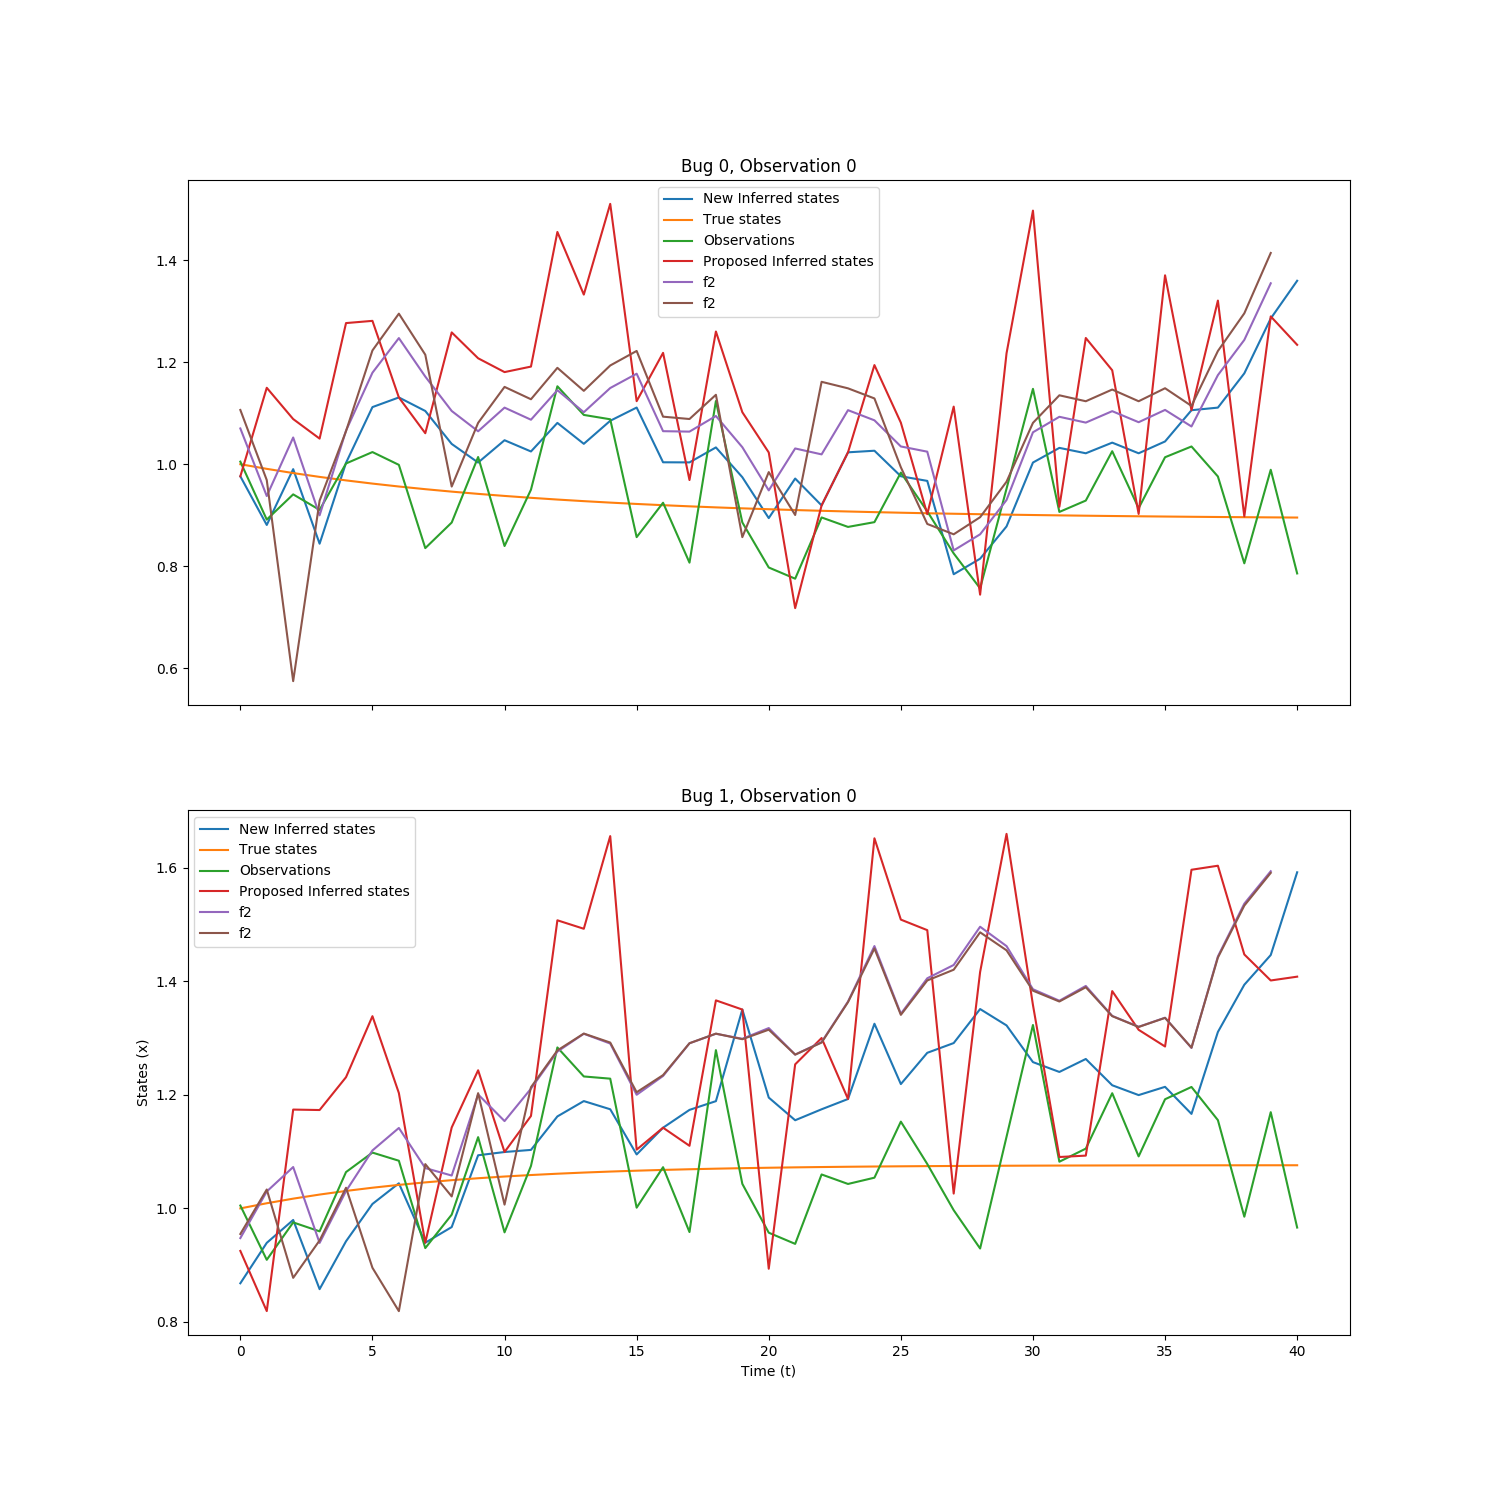 Bug 0, Observation 0
New Inferred states
True states
Observations
Proposed Inferred states
f2
f2
1.4
1.2
1.0
0.8
0.6
Bug 1, Observation 0
New Inferred states
True states
Observations
Proposed Inferred states
f2
f2
1.6
1.4
1.2
1.0
0.8
States (x)
0 5 10 15 20 25 30 35 40
Time (t)